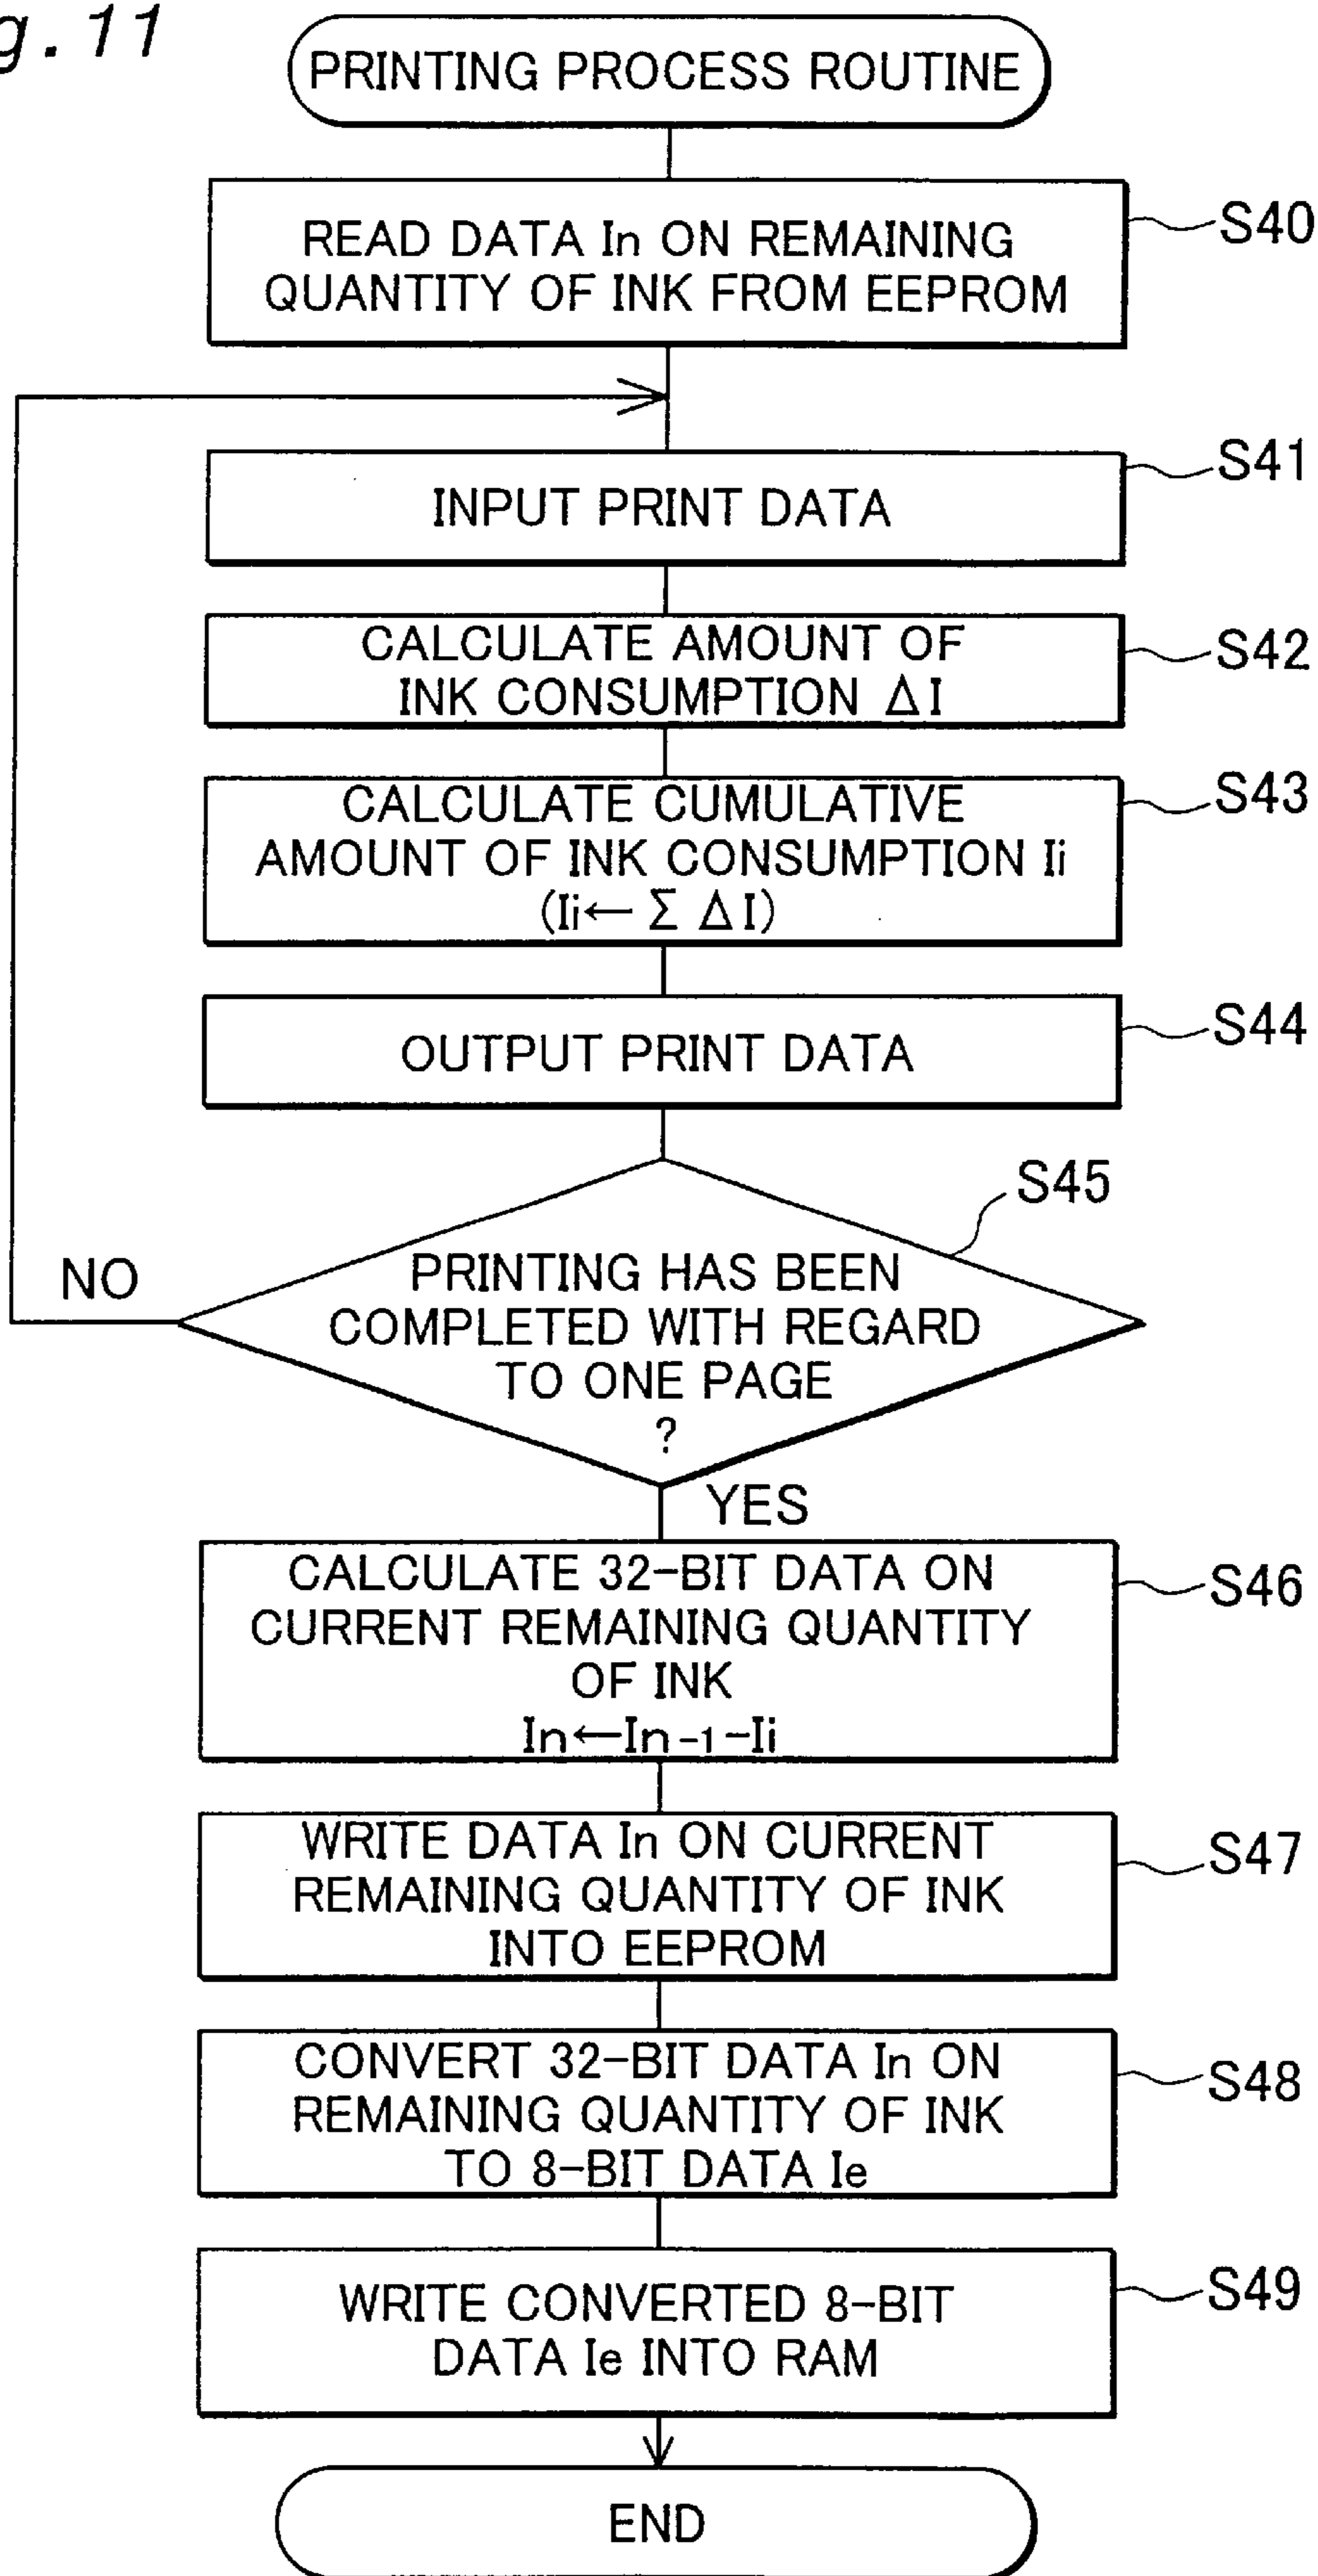 g.11
PRINTING PROCESS ROUTINE
READ DATA In ON REMAINING
QUANTITY OF INK FROM EEPROM
S40
INPUT PRINT DATA
S41
CALCULATE AMOUNT OF
INK CONSUMPTION ΔI
S42
CALCULATE CUMULATIVE
AMOUNT OF INK CONSUMPTION Ii
(Ii← Σ ΔI)
S43
OUTPUT PRINT DATA
S44
S45
PRINTING HAS BEEN
COMPLETED WITH REGARD
TO ONE PAGE
?
NO
YES
CALCULATE 32-BIT DATA ON
CURRENT REMAINING QUANTITY
OF INK
In←In-1-Ii
S46
WRITE DATA In ON CURRENT
REMAINING QUANTITY OF INK
INTO EEPROM
S47
CONVERT 32-BIT DATA In ON
REMAINING QUANTITY OF INK
TO 8-BIT DATA Ie
S48
WRITE CONVERTED 8-BIT
DATA Ie INTO RAM
S49
END